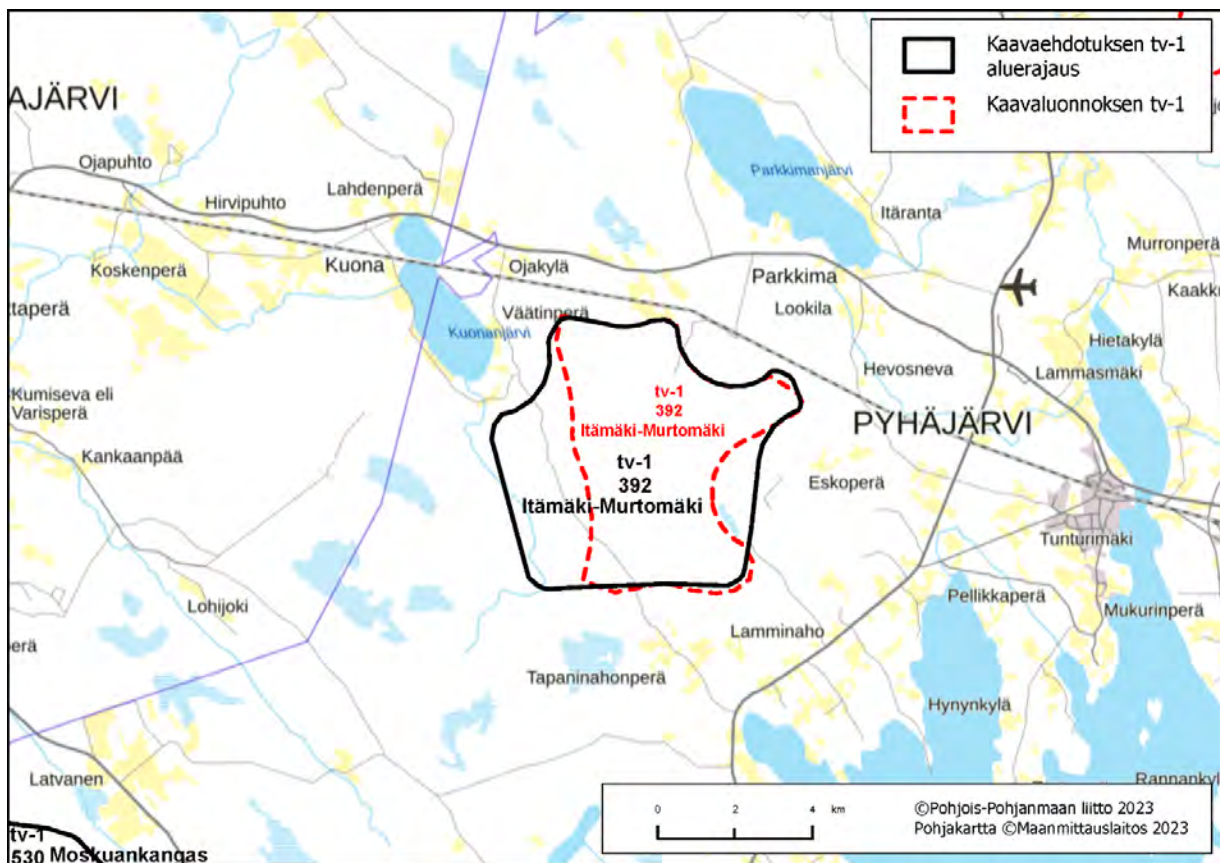 Kaavaehdotuksen tv-1
aluerajaus
Kaavaluonnoksen tv-1
AJÄRVI
Ojapuhto
Lahdenperä
Hirvipuhto
Parkkimanjärvi
Itäranta
Murronperä
Koskenperä
Kuona
Ojakylä
Parkkima
Kaakk
ttaperä
Väätinperä
Lookila
Kuonanjärvi
Hietakylä
Hevosneva
Lammasmäki
Kumiseva eli
Varisperä
tv-1
392
Itämäki-Murtomäki
PYHÄJÄRVI
Kankaanpää
tv-1
392
Itämäki-Murtomäki
Eskoperä
Tunturimäki
Lohijoki
Pellikkaperä
Mukurinperä
Lamminaho
erä
Tapaninahonperä
Hynynkylä
Latvanen
Rannankyl
0 2 4 km
©Pohjois-Pohjanmaan liitto 2023
Pohjakartta ©Maanmittauslaitos 2023
tv-1
530 Moskuankangas